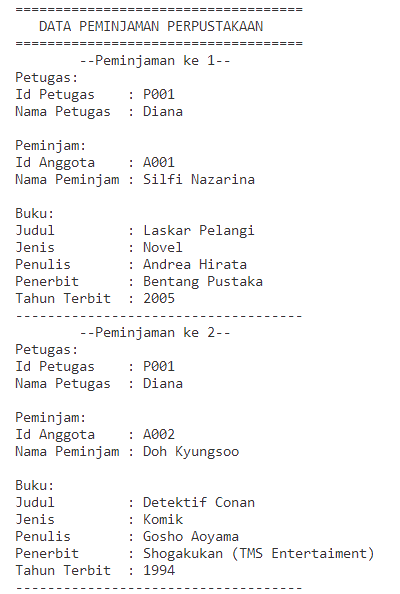 ====================================
DATA PEMINJAMAN PERPUSTAKAAN
====================================
--Peminjaman ke 1--
Petugas:
Id Petugas    : P001
Nama Petugas  : Diana
Peminjam:
Id Anggota    : A001
Nama Peminjam : Silfi Nazarina
Buku:
Judul         : Laskar Pelangi
Jenis         : Novel
Penulis       : Andrea Hirata
Penerbit      : Bentang Pustaka
Tahun Terbit  : 2005
------------------------------------
--Peminjaman ke 2--
Petugas:
Id Petugas    : P001
Nama Petugas  : Diana
Peminjam:
Id Anggota    : A002
Nama Peminjam : Doh Kyungsoo
Buku:
Judul         : Detektif Conan
Jenis         : Komik
Penulis       : Gosho Aoyama
Penerbit      : Shogakukan (TMS Entertaiment)
Tahun Terbit  : 1994
------------------------------------